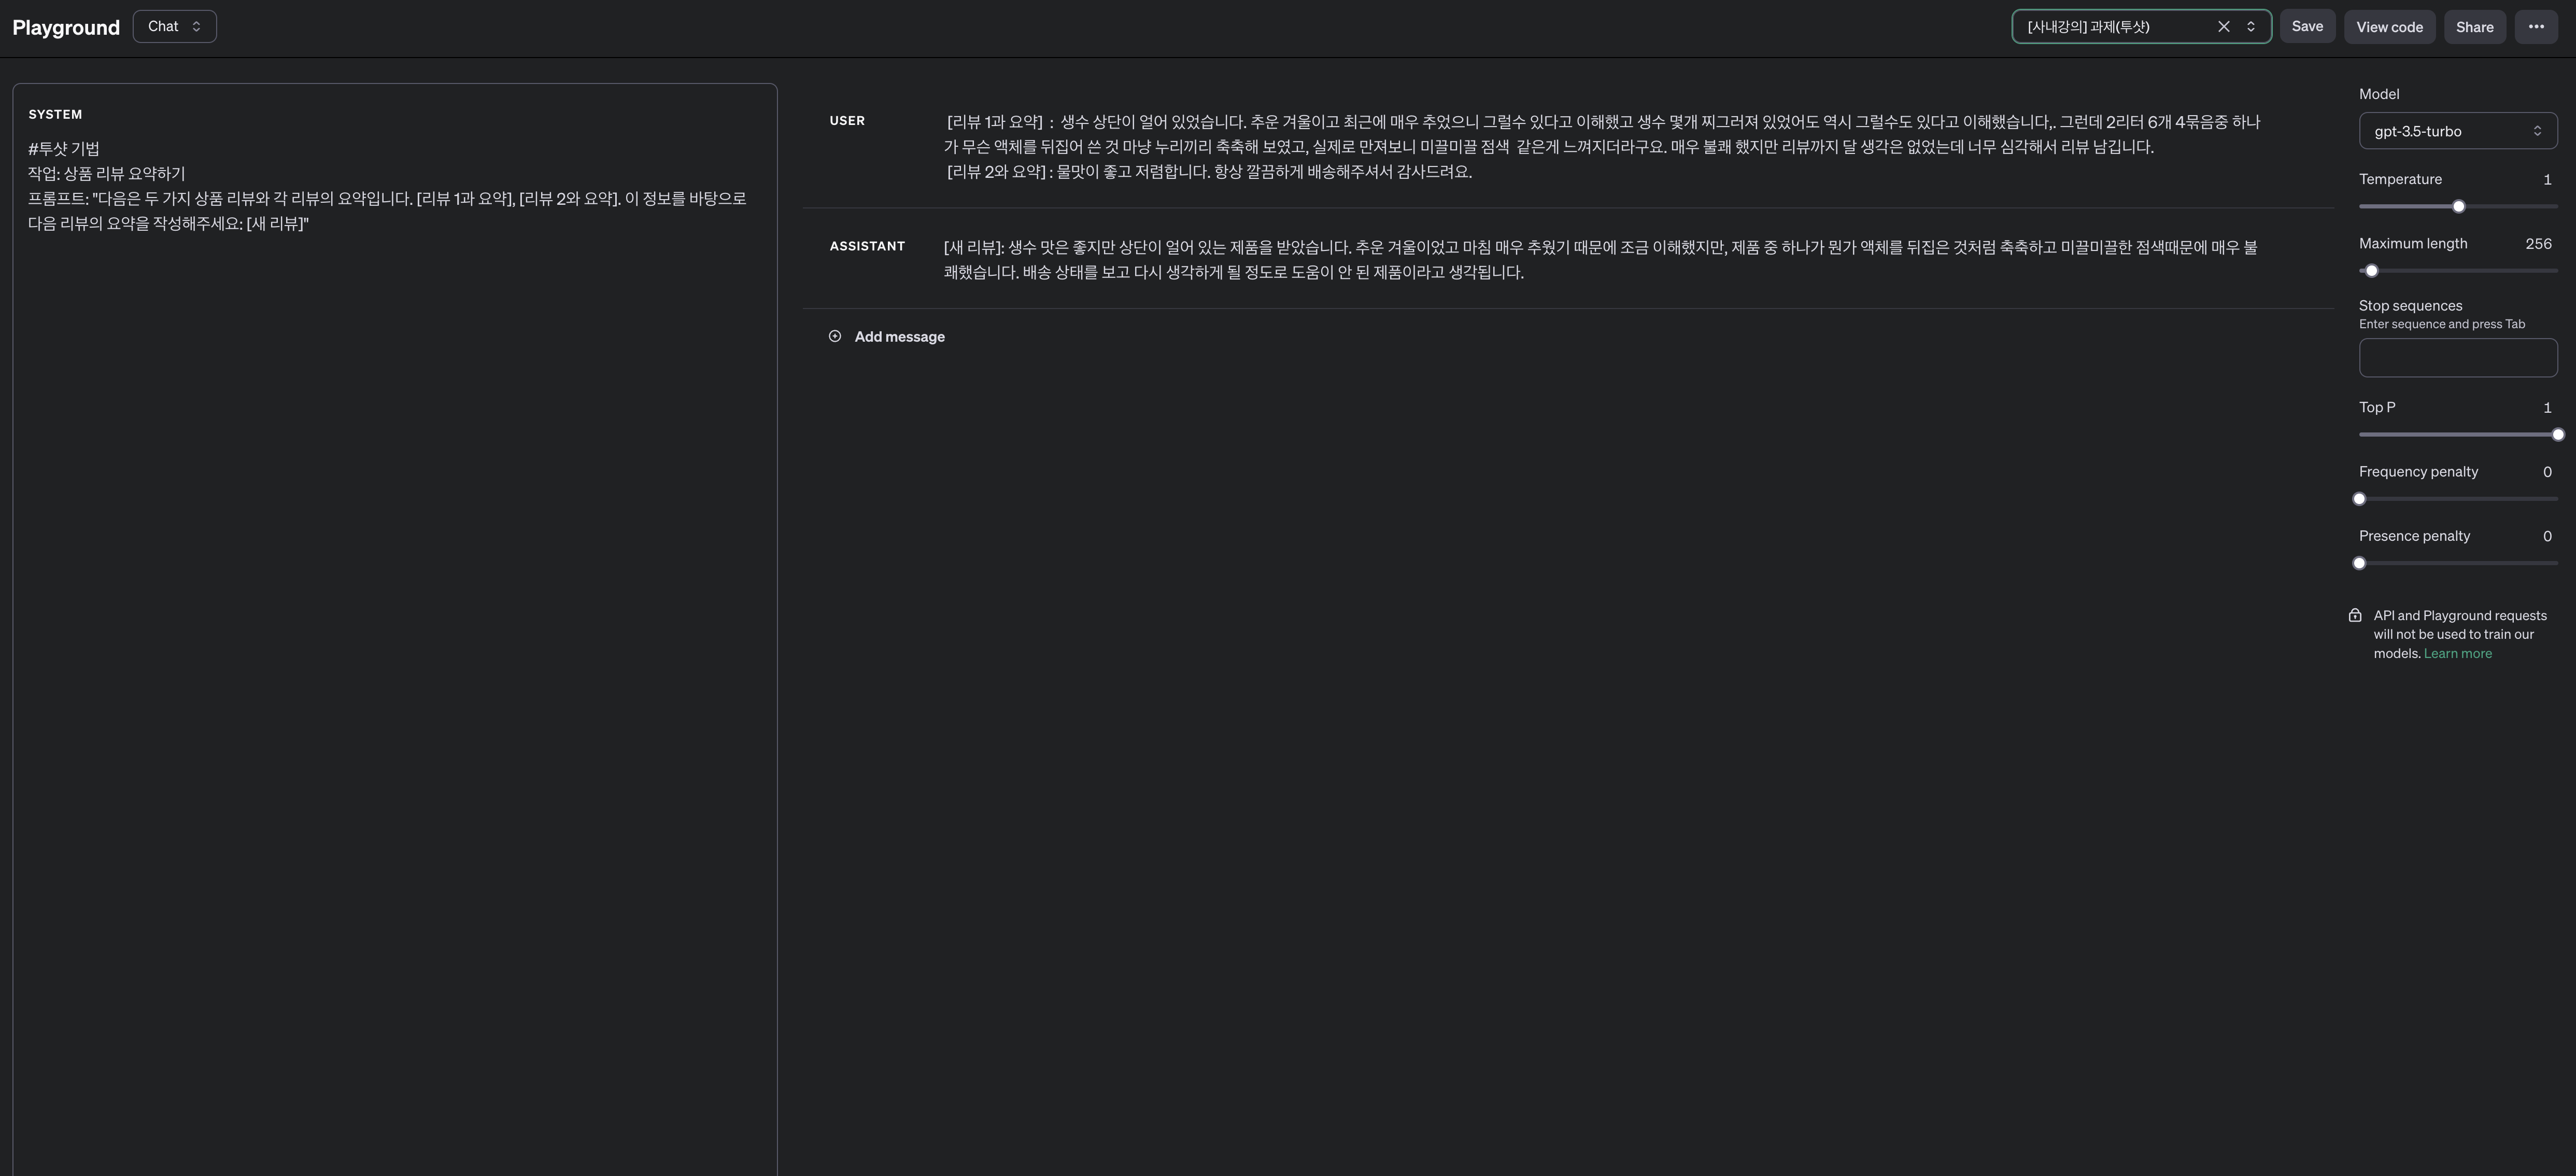 Playground
Chat
[사내강의] 과제(투샷)
Save
View code
Share
SYSTEM
#투샷 기법
작업: 상품 리뷰 요약하기
프롬프트: "다음은 두 가지 상품 리뷰와 각 리뷰의 요약입니다. [리뷰 1과 요약], [리뷰 2와 요약]. 이 정보를 바탕으로
다음 리뷰의 요약을 작성해주세요: [새 리뷰]"
USER
[리뷰 1과 요약] : 생수 상단이 얼어 있었습니다. 추운 겨울이고 최근에 매우 추었으니 그럴수 있다고 이해했고 생수 몇개 찌그러져 있었어도 역시 그럴수도 있다고 이해했습니다,. 그런데 2리터 6개 4묶음중 하나
가 무슨 액체를 뒤집어 쓴 것 마냥 누리끼리 축축해 보였고, 실제로 만져보니 미끌미끌 점색 같은게 느껴지더라구요. 매우 불쾌 했지만 리뷰까지 달 생각은 없었는데 너무 심각해서 리뷰 남깁니다.
[리뷰 2와 요약] : 물맛이 좋고 저렴합니다. 항상 깔끔하게 배송해주셔서 감사드려요.
ASSISTANT
[새 리뷰]: 생수 맛은 좋지만 상단이 얼어 있는 제품을 받았습니다. 추운 겨울이었고 마침 매우 추웠기 때문에 조금 이해했지만, 제품 중 하나가 뭔가 액체를 뒤집은 것처럼 축축하고 미끌미끌한 점색때문에 매우 불
쾌했습니다. 배송 상태를 보고 다시 생각하게 될 정도로 도움이 안 된 제품이라고 생각됩니다.
Add message
Model
gpt-3.5-turbo
Temperature 1
Maximum length 256
Stop sequences
Enter sequence and press Tab
Top P 1
Frequency penalty 0
Presence penalty 0
API and Playground requests
will not be used to train our
models. Learn more